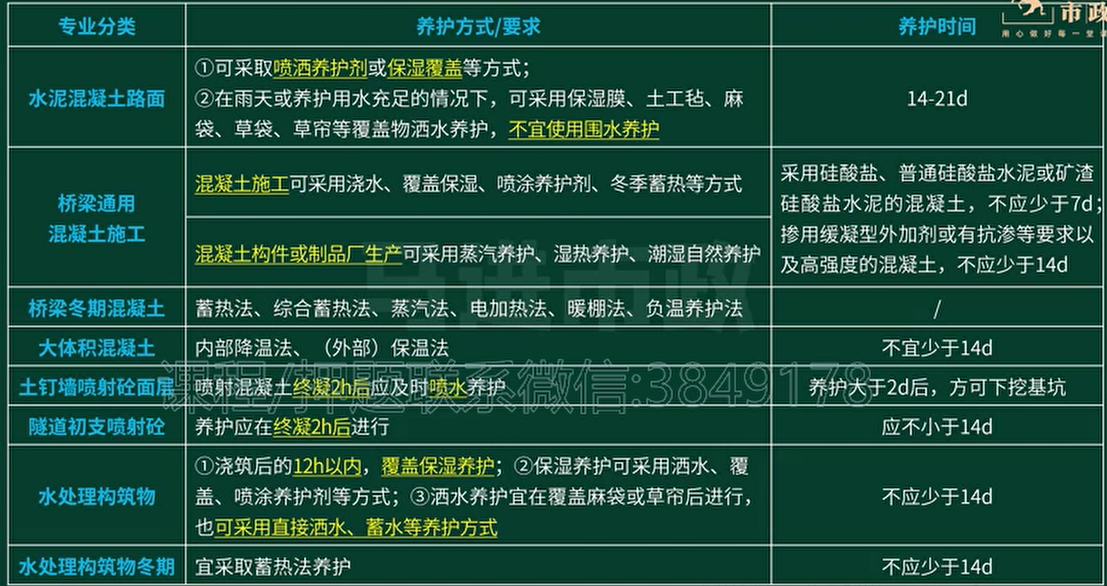 市政
用心做好每一堂课
专业分类
养护方式/要求
养护时间
水泥混凝土路面
①可采取喷洒养护剂或保湿覆盖等方式；
②在雨天或养护用水充足的情况下，可采用保湿膜、土工毡、麻
袋、草袋、草帘等覆盖物洒水养护，不宜使用围水养护
14-21d
桥梁通用
混凝土施工
混凝土施工可采用浇水、覆盖保湿、喷涂养护剂、冬季蓄热等方式
混凝土构件或制品厂生产可采用蒸汽养护、湿热养护、潮湿自然养护
采用硅酸盐、普通硅酸盐水泥或矿渣
硅酸盐水泥的混凝土，不应少于7d；
掺用缓凝型外加剂或有抗渗等要求以
及高强度的混凝土，不应少于14d
桥梁冬期混凝土
蓄热法、综合蓄热法、蒸汽法、电加热法、暖棚法、负温养护法
/
大体积混凝土
内部降温法、（外部）保温法
不宜少于14d
土钉墙喷射砼面层
喷射混凝土终凝2h后应及时喷水养护
养护大于2d后，方可下挖基坑
课程/押题联系微信:3849178
隧道初支喷射砼
养护应在终凝2h后进行
应不小于14d
水处理构筑物
①浇筑后的12h以内，覆盖保湿养护；②保湿养护可采用洒水、覆
盖、喷涂养护剂等方式；③洒水养护宜在覆盖麻袋或草帘后进行，
也可采用直接洒水、蓄水等养护方式
不应少于14d
水处理构筑物冬期
宜采取蓄热法养护
不应少于14d